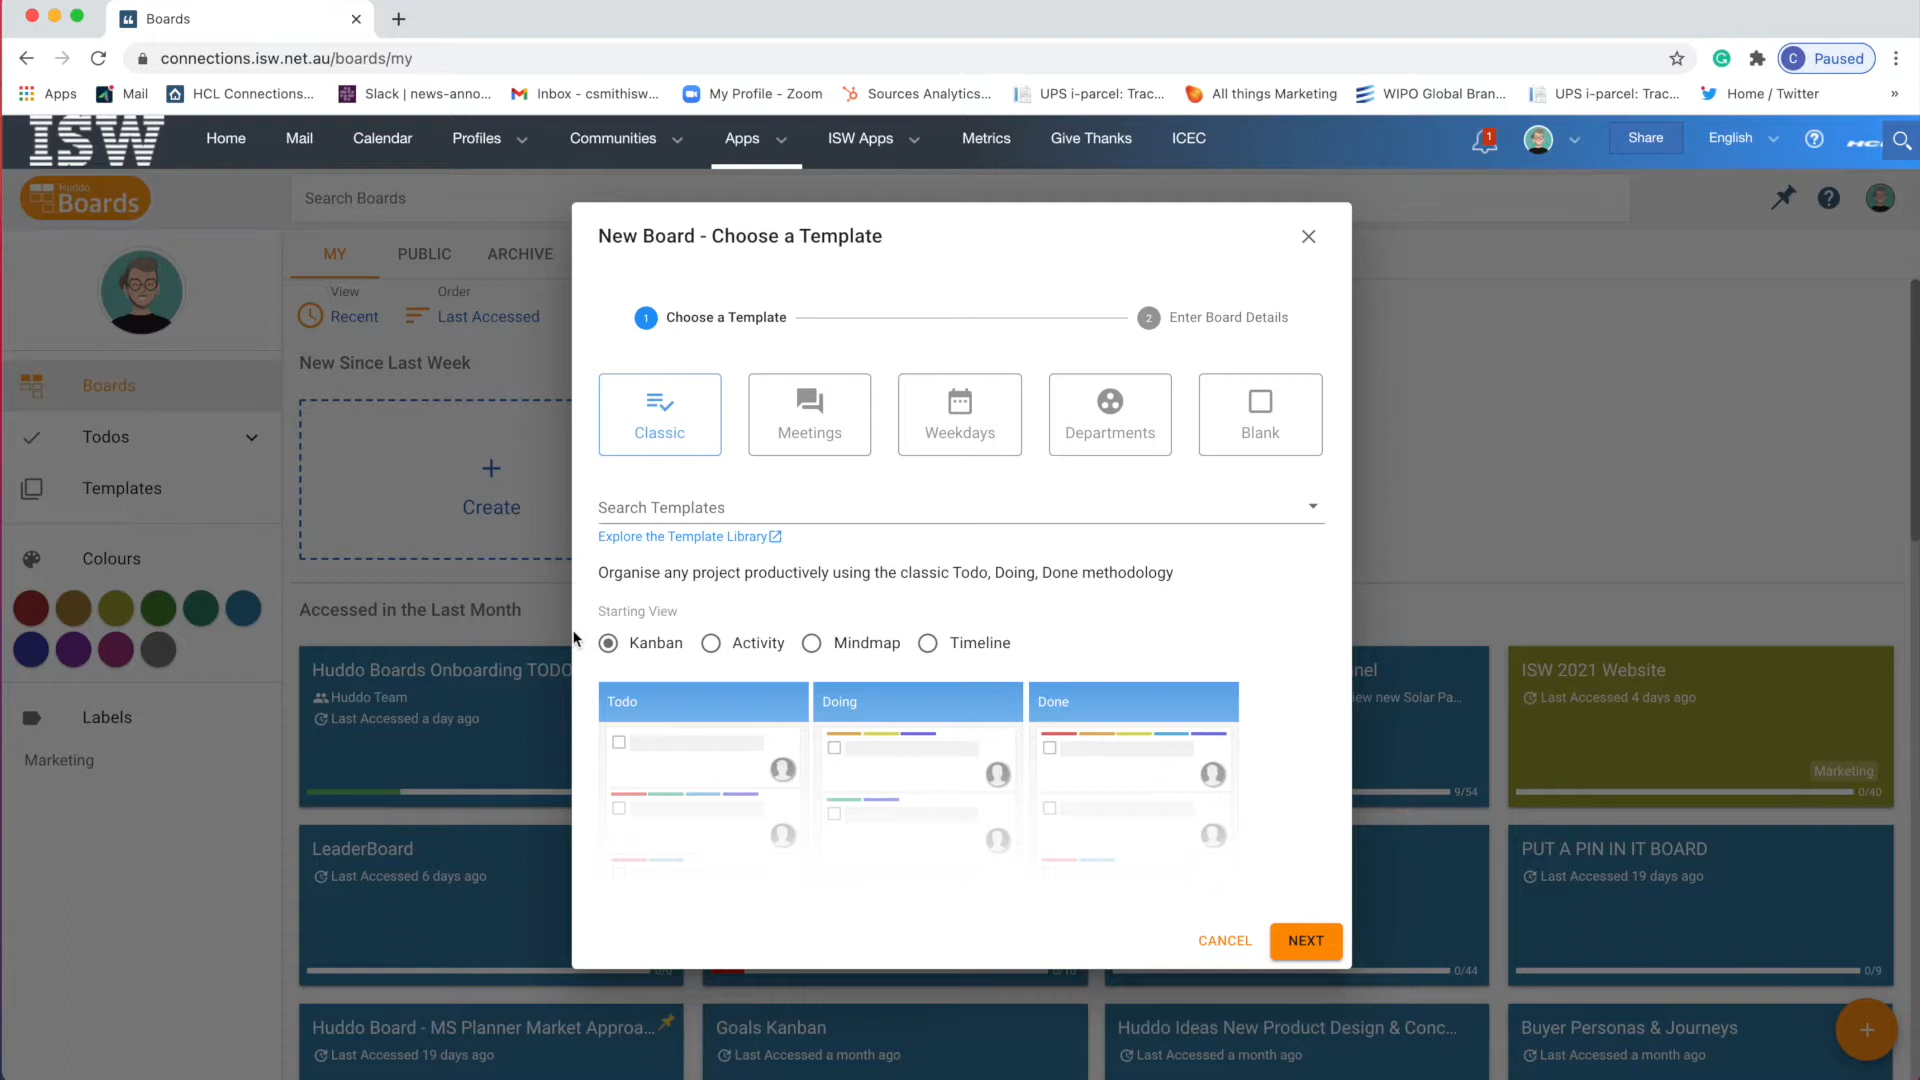 Boards
connections.isw.net.au/boards/my
C Paused
Apps
Mail
HCL Connections...
Slack | news-anno...
Inbox - csmithisw...
My Profile - Zoom
Sources Analytics...
UPS i-parcel: Trac...
All things Marketing
WIPO Global Bran...
UPS i-parcel: Trac...
Home / Twitter
»
ISW
Home
Mail
Calendar
Profiles
Communities
Apps
ISW Apps
Metrics
Give Thanks
ICEC
1
Share
English
Huddo
Boards
Search Boards
MY
PUBLIC
ARCHIVE
View
Recent
Order
Last Accessed
New Since Last Week
Create
Boards
Todos
Templates
Colours
Labels
Marketing
New Board - Choose a Template
1 Choose a Template
2 Enter Board Details
Classic
Meetings
Weekdays
Departments
Blank
Search Templates
Explore the Template Library
Organise any project productively using the classic Todo, Doing, Done methodology
Starting View
Kanban
Activity
Mindmap
Timeline
Todo
Doing
Done
CANCEL
NEXT
Accessed in the Last Month
Huddo Boards Onboarding TODO
Huddo Team
Last Accessed a day ago
9/54
ISW 2021 Website
Last Accessed 4 days ago
Marketing
0/40
LeaderBoard
Last Accessed 6 days ago
0/44
PUT A PIN IN IT BOARD
Last Accessed 19 days ago
0/9
Huddo Board - MS Planner Market Approa...
Last Accessed 19 days ago
Goals Kanban
Last Accessed a month ago
Huddo Ideas New Product Design & Conc...
Last Accessed a month ago
Buyer Personas & Journeys
Last Accessed a month ago